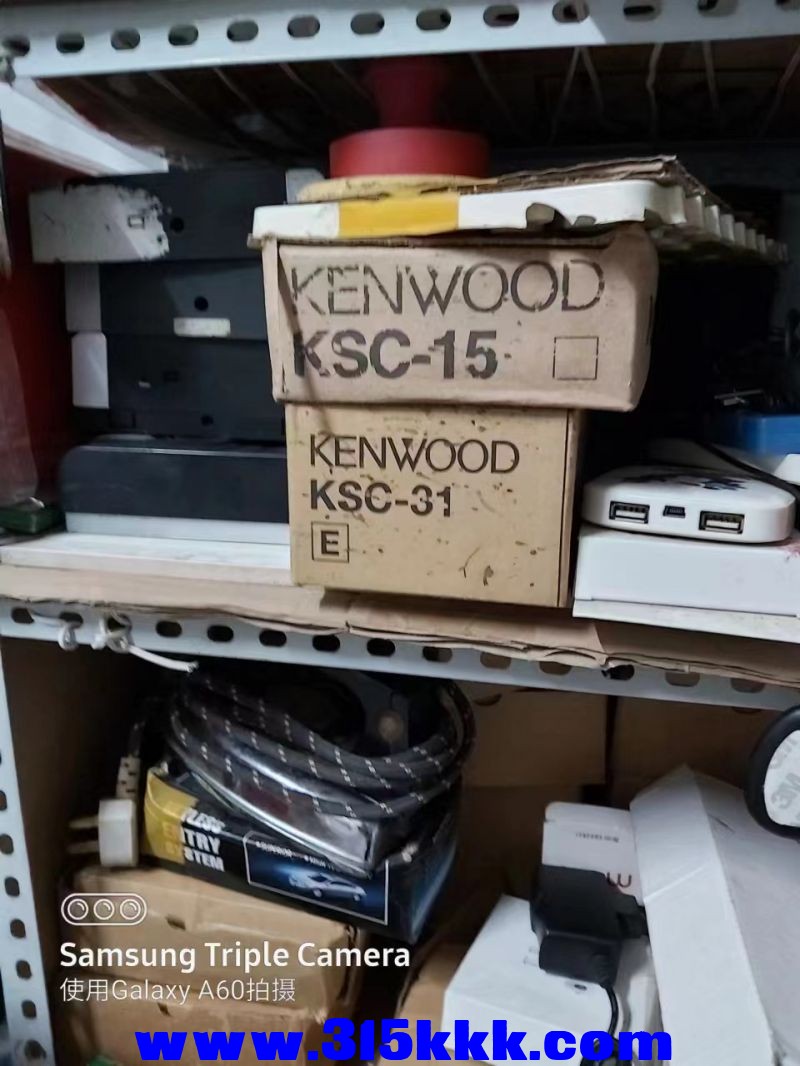 KENWOOD
KSC-15
KENWOOD
KSC-31
E
ENTRY
SYSTEM
3M
Samsung Triple Camera
使用Galaxy A60拍摄
www.315kkk.com